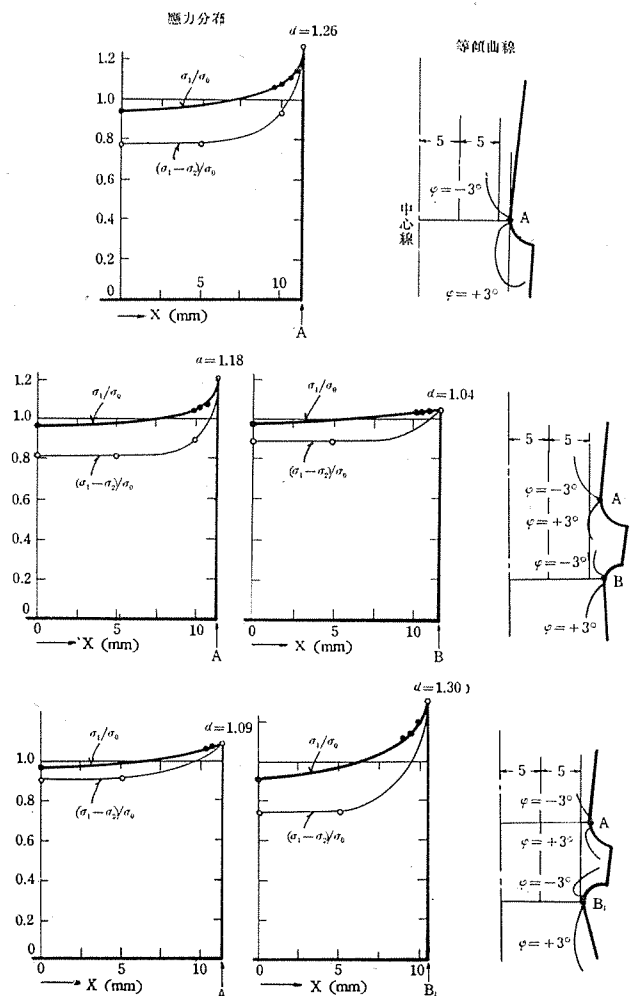 應力分布
等傾曲線
α=1.26
1.2
1.0
0.8
0.6
0.4
0.2
0
σ₁/σ₀
(σ₁−σ₂)/σ₀
5
10
X (mm)
A
5
5
φ=−3°
A
中心線
φ=+3°
α=1.18
1.2
1.0
0.8
0.6
0.4
0.2
0
σ₁/σ₀
(σ₁−σ₂)/σ₀
0
5
10
X (mm)
A
α=1.04
σ₁/σ₀
(σ₁−σ₂)/σ₀
0
5
10
X (mm)
B
5
5
φ=−3°
A
φ=+3°
φ=−3°
B
φ=+3°
α=1.09
1.0
0.8
0.6
0.4
0.2
0
σ₁/σ₀
(σ₁−σ₂)/σ₀
0
5
10
X (mm)
A
α=1.30
σ₁/σ₀
(σ₁−σ₂)/σ₀
0
5
10
X (mm)
B₁
5
5
φ=−3°
A
φ=+3°
φ=−3°
B₁
φ=+3°